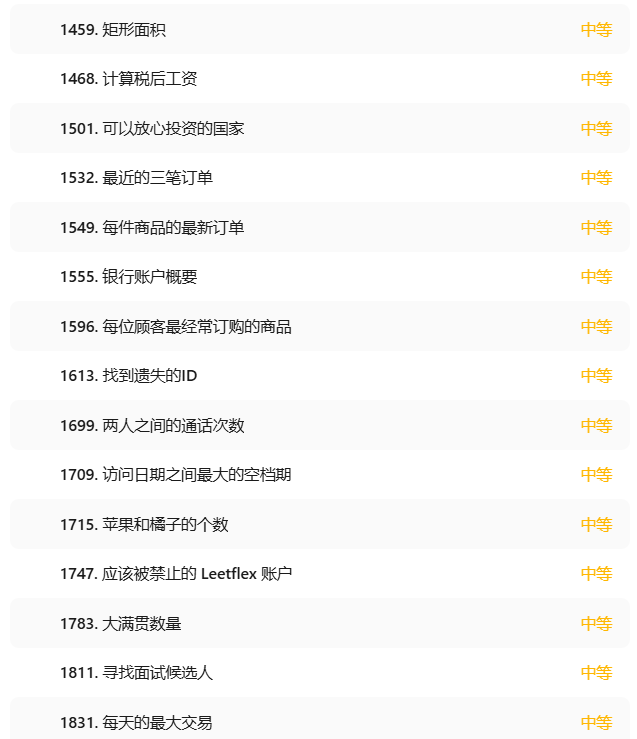 1459. 矩形面积 中等
1468. 计算税后工资 中等
1501. 可以放心投资的国家 中等
1532. 最近的三笔订单 中等
1549. 每件商品的最新订单 中等
1555. 银行账户概要 中等
1596. 每位顾客最经常订购的商品 中等
1613. 找到遗失的ID 中等
1699. 两人之间的通话次数 中等
1709. 访问日期之间最大的空档期 中等
1715. 苹果和橘子的个数 中等
1747. 应该被禁止的 Leetflex 账户 中等
1783. 大满贯数量 中等
1811. 寻找面试候选人 中等
1831. 每天的最大交易 中等